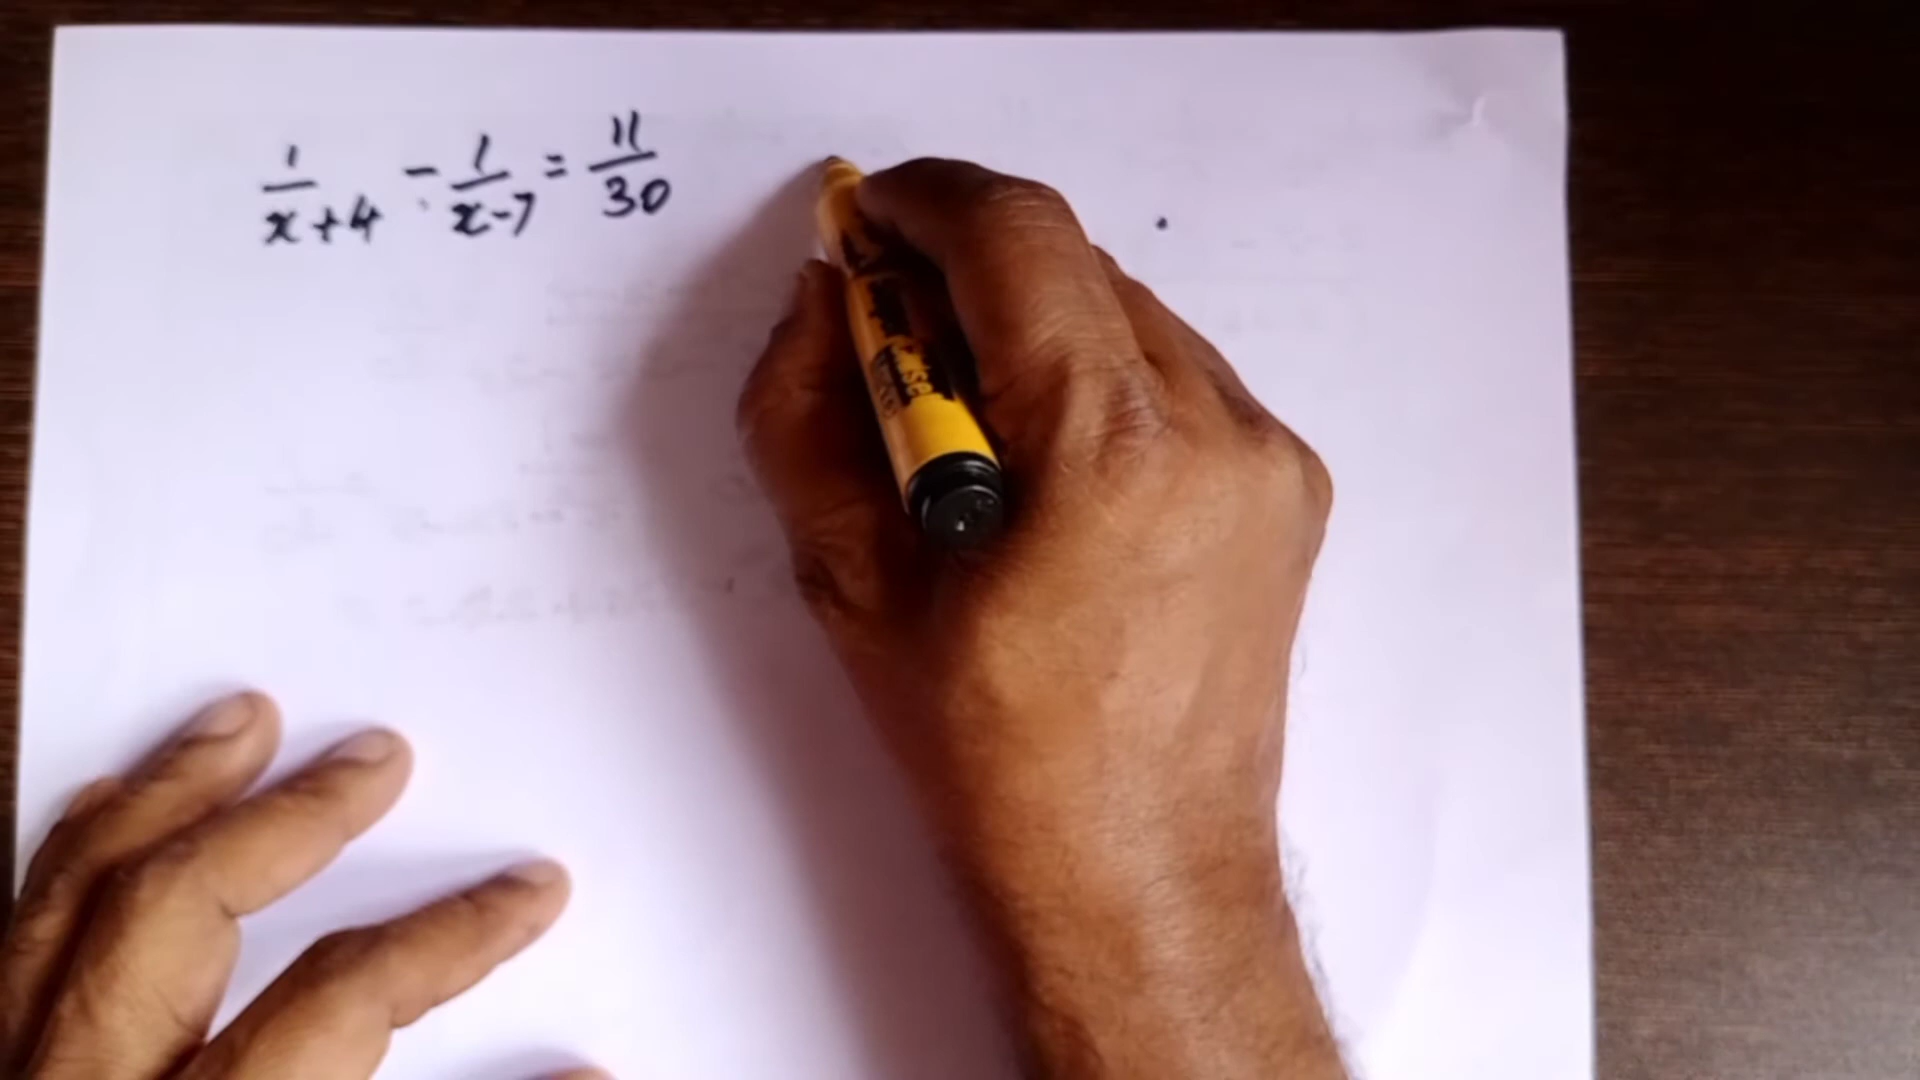 1/(x+4) - 1/(x-7) = 11/30